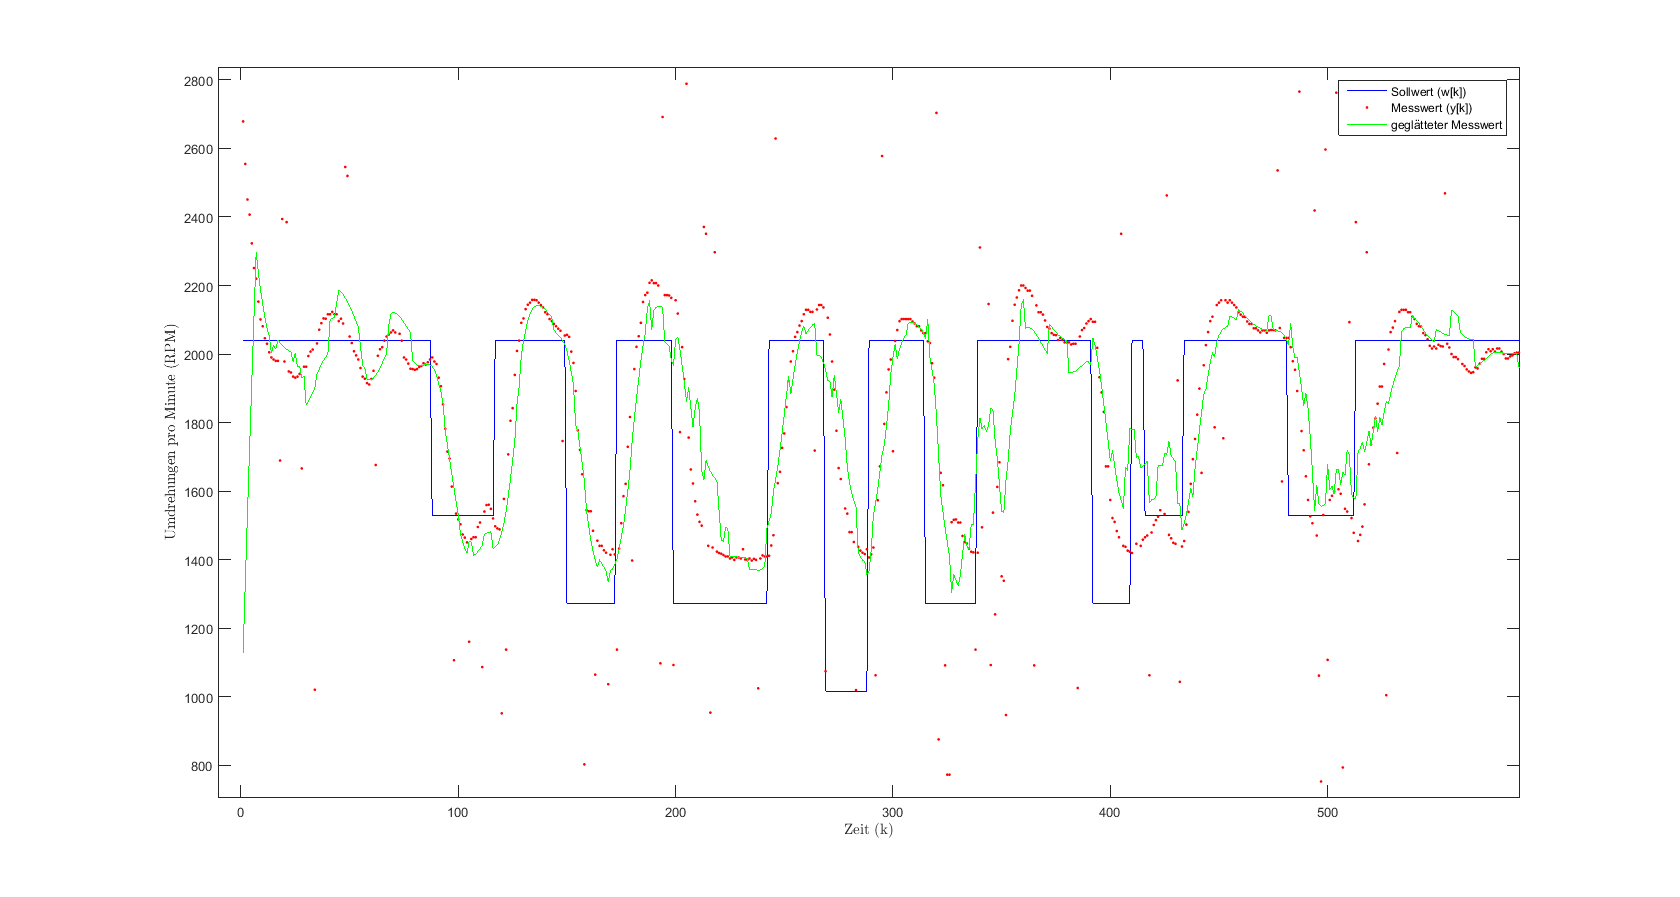 Sollwert (w[k])
Messwert (y[k])
geglätteter Messwert
Umdrehungen pro Minute (RPM)
2800
2600
2400
2200
2000
1800
1600
1400
1200
1000
800
0 100 200 300 400 500
Zeit (k)